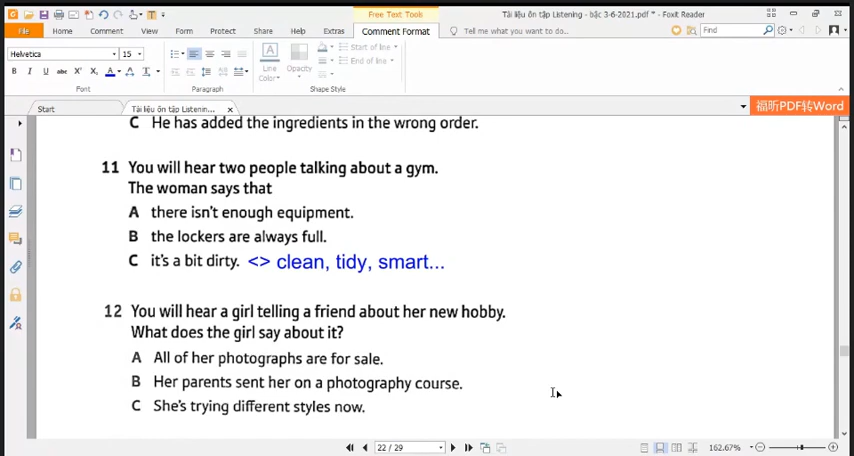 Free Text Tools
Tài liệu ôn tập Listening - bậc 3-6-2021.pdf * - Foxit Reader
File Home Comment View Form Protect Share Help Extras Comment Format Tell me what you want to do... Find
Helvetica 15 Start of line
B I U abc X² X₂ A T Line Color Opacity End of line
Font Paragraph Shape Style
Start Tài liệu ôn tập Listenin... 福昕PDF转Word
C He has added the ingredients in the wrong order.
11 You will hear two people talking about a gym.
The woman says that
A there isn't enough equipment.
B the lockers are always full.
C it's a bit dirty. <> clean, tidy, smart...
12 You will hear a girl telling a friend about her new hobby.
What does the girl say about it?
A All of her photographs are for sale.
B Her parents sent her on a photography course.
C She's trying different styles now.
22 / 29 162.67%